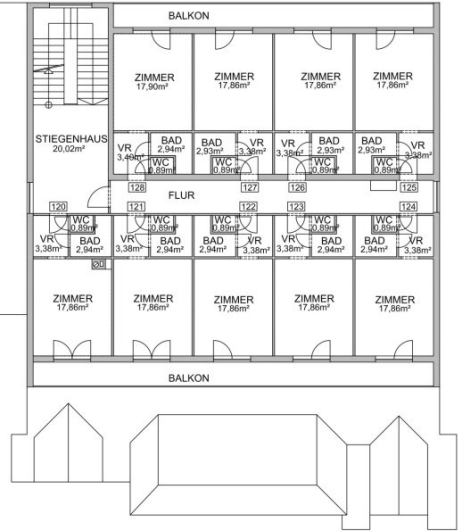 BALKON
ZIMMER
17,90m²
ZIMMER
17,86m²
ZIMMER
17,86m²
ZIMMER
17,86m²
STIEGENHAUS
20,02m²
VR
3,40m²
BAD
2,94m²
WC
0,89m²
BAD
2,93m²
VR
3,38m²
WC
0,89m²
VR
3,38m²
BAD
2,93m²
WC
0,89m²
BAD
2,93m²
VR
3,38m²
WC
0,89m²
128
127
126
125
FLUR
120
121
122
123
124
VR
3,38m²
WC
0,89m²
BAD
2,94m²
VR
3,38m²
WC
0,89m²
BAD
2,94m²
WC
0,89m²
BAD
2,94m²
VR
3,38m²
VR
3,38m²
WC
0,89m²
BAD
2,94m²
WC
0,89m²
BAD
2,94m²
VR
3,38m²
ZIMMER
17,86m²
ZIMMER
17,86m²
ZIMMER
17,86m²
ZIMMER
17,86m²
ZIMMER
17,86m²
BALKON